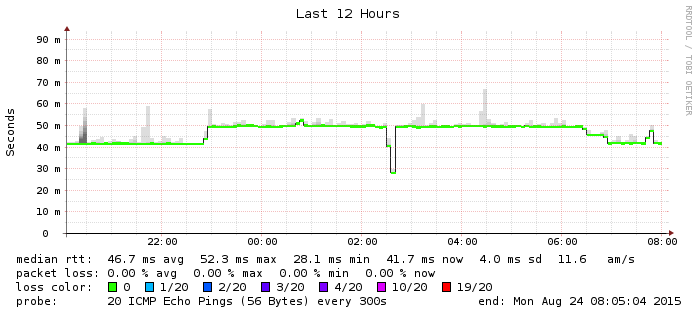 Last 12 Hours
RRDTOOL / TOBI OETIKER
Seconds
90 m
80 m
70 m
60 m
50 m
40 m
30 m
20 m
10 m
0
22:00 00:00 02:00 04:00 06:00 08:00
median rtt: 46.7 ms avg 52.3 ms max 28.1 ms min 41.7 ms now 4.0 ms sd 11.6 am/s
packet loss: 0.00 % avg 0.00 % max 0.00 % min 0.00 % now
loss color: 0 1/20 2/20 3/20 4/20 10/20 19/20
probe: 20 ICMP Echo Pings (56 Bytes) every 300s end: Mon Aug 24 08:05:04 2015